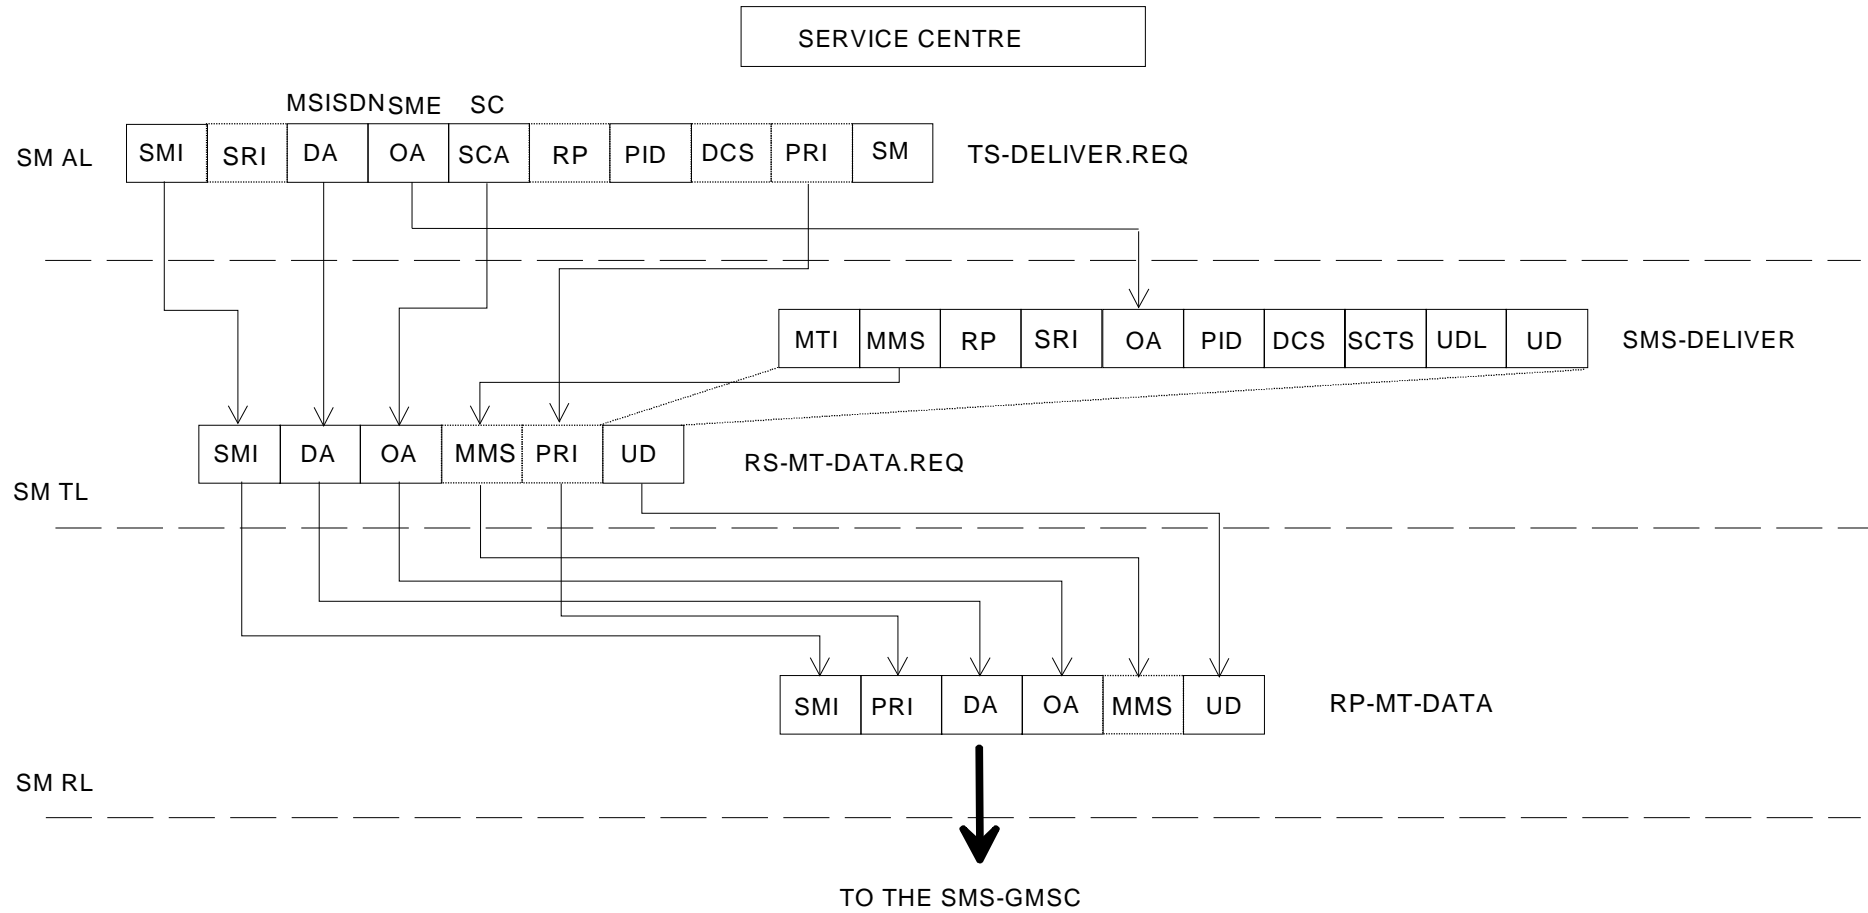 SERVICE CENTRE
MSISDN SME SC
SM AL SMI SRI DA OA SCA RP PID DCS PRI SM TS-DELIVER.REQ
MTI MMS RP SRI OA PID DCS SCTS UDL UD SMS-DELIVER
SMI DA OA MMS PRI UD RS-MT-DATA.REQ
SM TL
SMI PRI DA OA MMS UD RP-MT-DATA
SM RL
TO THE SMS-GMSC